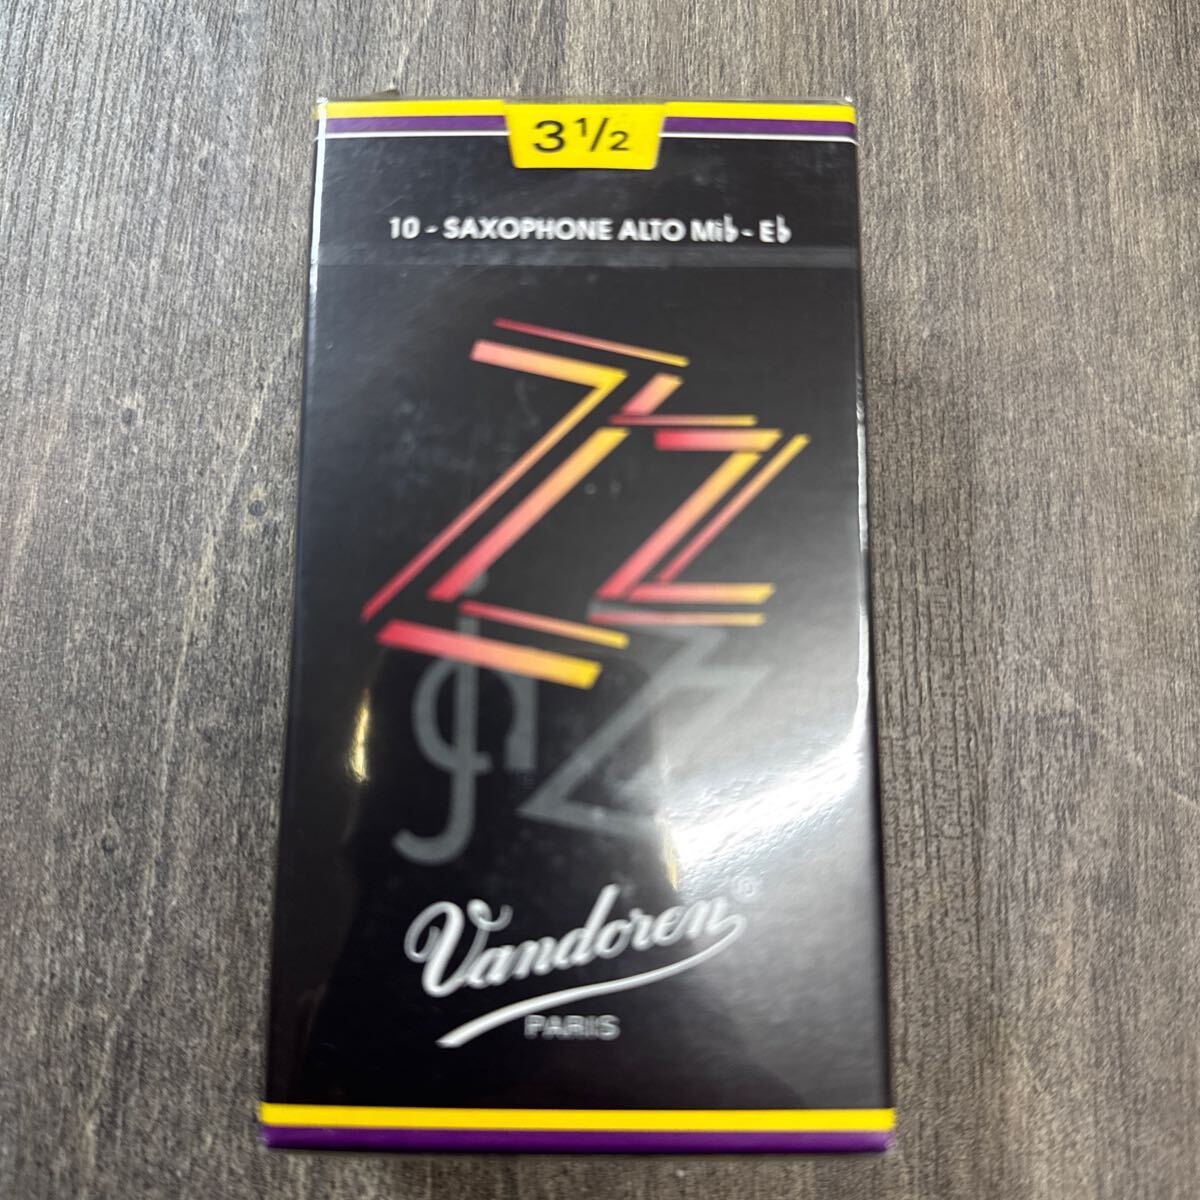 3 1/2
10 - SAXOPHONE ALTO Mi♭ - E♭
ZZ
jaZZ
Vandoren®
PARIS